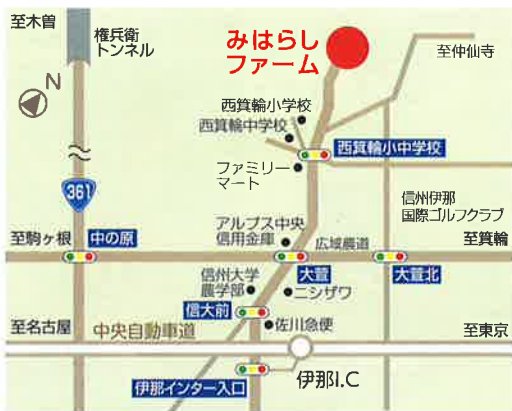 至木曽
権兵衛
トンネル
みはらし
ファーム
至仲仙寺
N
西箕輪小学校
西箕輪中学校
西箕輪小中学校
ファミリー
マート
361
信州伊那
国際ゴルフクラブ
アルプス中央
信用金庫
広域農道
至駒ヶ根
中の原
至箕輪
大萱
大萱北
信州大学
農学部
ニシザワ
信大前
佐川急便
至名古屋
中央自動車道
至東京
伊那インター入口
伊那I.C